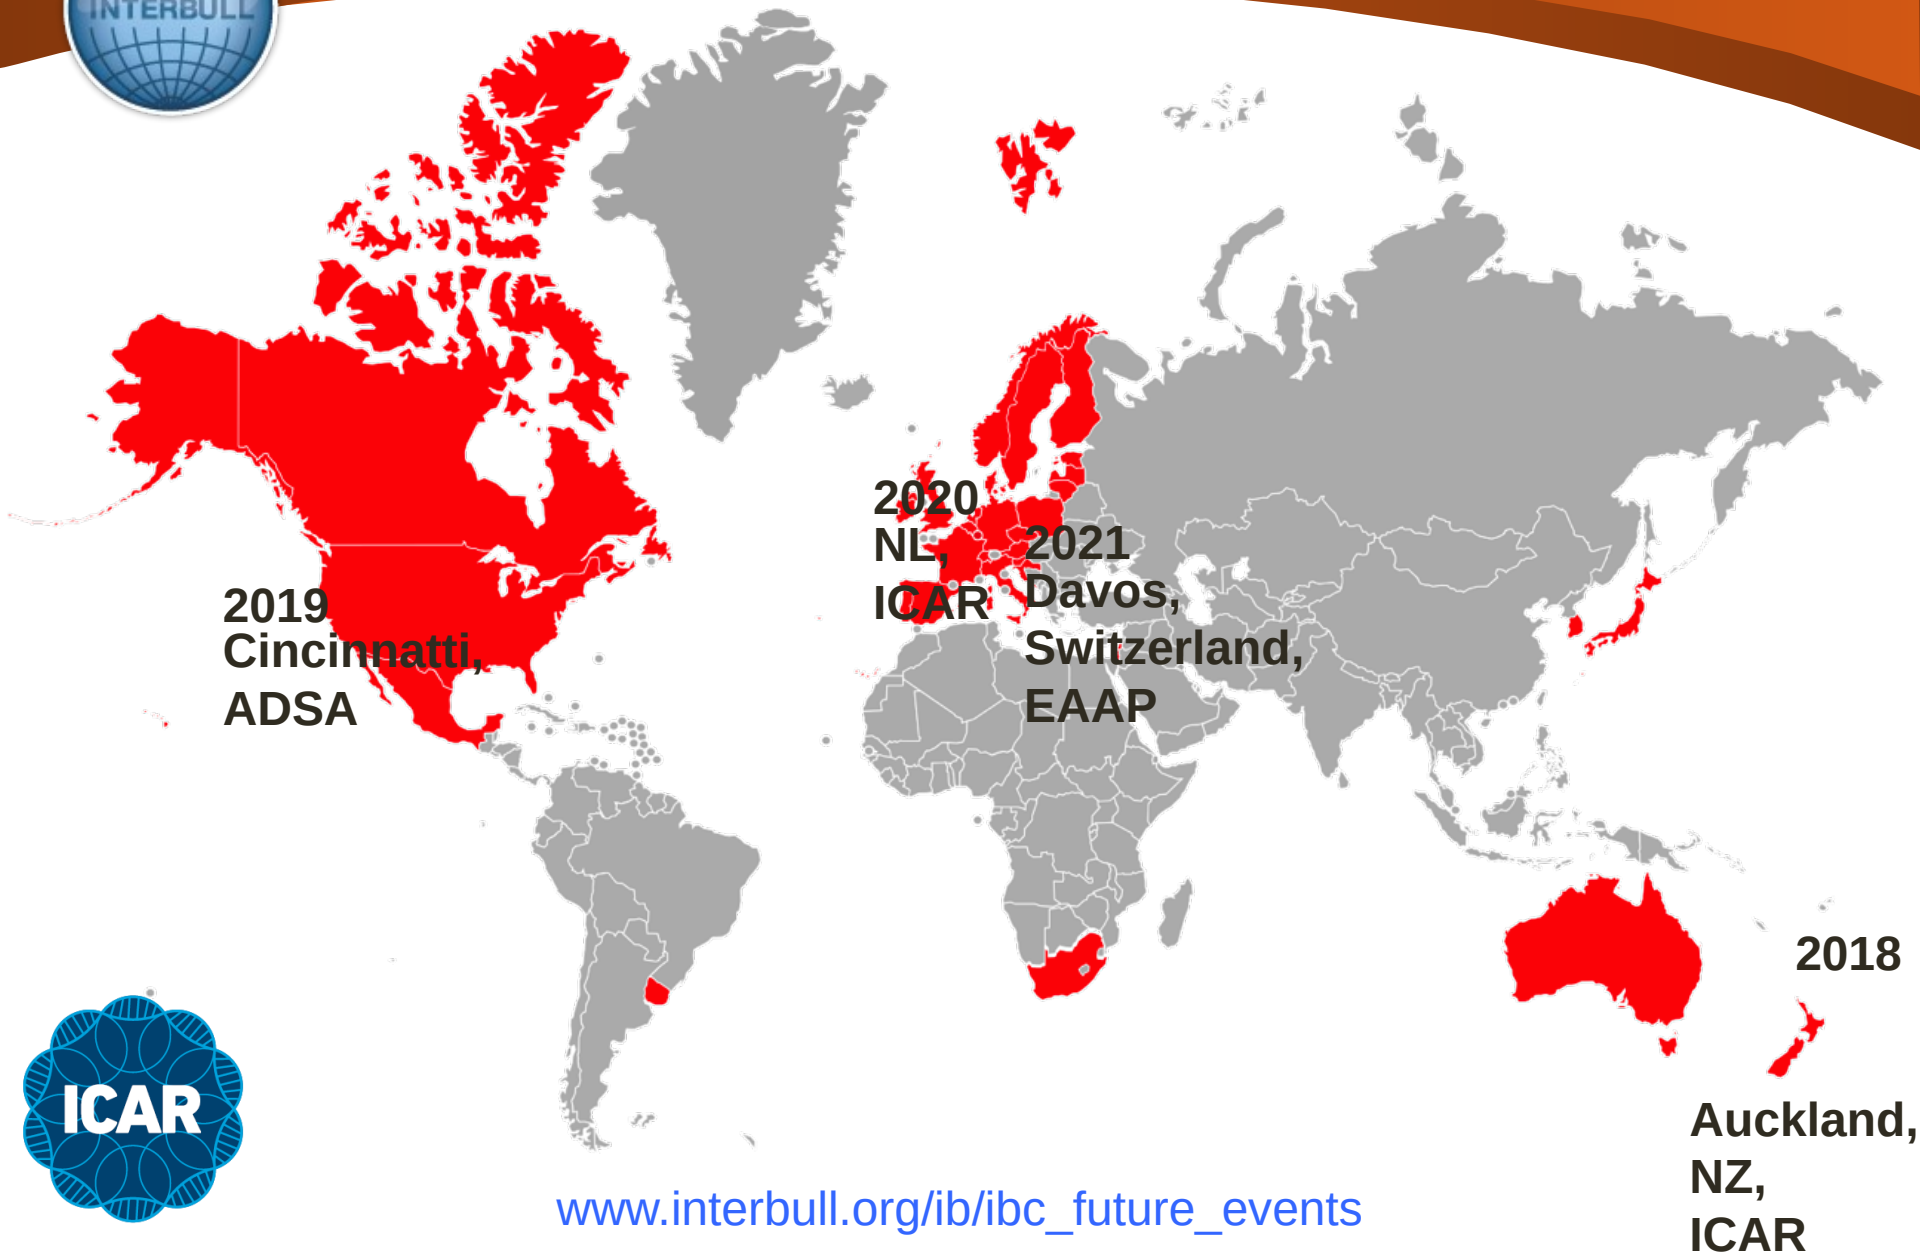 INTERBULL
2019
Cincinnatti,
ADSA
2020
NL,
ICAR
2021
Davos,
Switzerland,
EAAP
2018
Auckland,
NZ,
ICAR
ICAR
www.interbull.org/ib/ibc_future_events